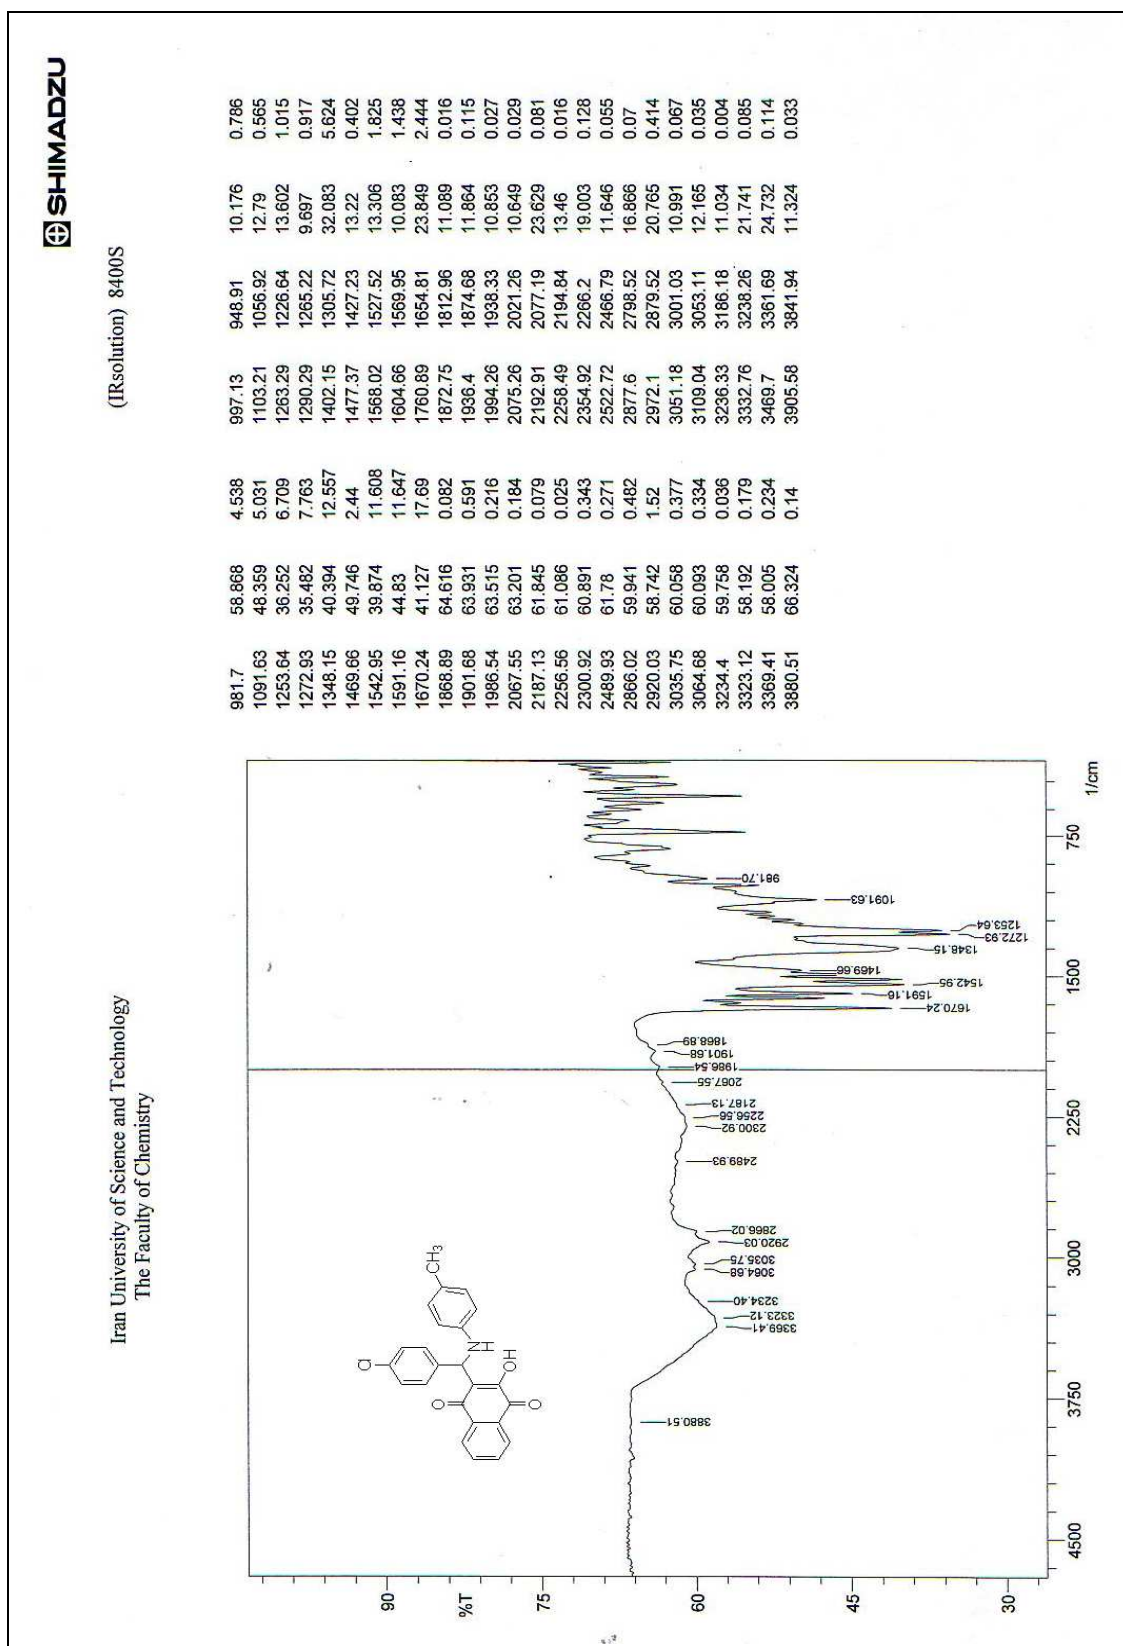 SHIMADZU
(IRsolution) 8400S
Iran University of Science and Technology
The Faculty of Chemistry
981.7 58.868 4.538 997.13 948.91 10.176 0.786
1091.63 48.359 5.031 1103.21 1056.92 12.79 0.565
1253.64 36.252 6.709 1263.29 1226.64 13.602 1.015
1272.93 35.482 7.763 1290.29 1265.22 9.697 0.917
1348.15 40.394 12.557 1402.15 1305.72 32.083 5.624
1469.66 49.746 2.44 1477.37 1427.23 13.22 0.402
1542.95 39.874 11.608 1568.02 1527.52 13.306 1.825
1591.16 44.83 11.647 1604.66 1569.95 10.083 1.438
1670.24 41.127 17.69 1760.89 1654.81 23.849 2.444
1868.89 64.616 0.082 1872.75 1812.96 11.089 0.016
1901.68 63.931 0.591 1936.4 1874.68 11.864 0.115
1986.54 63.515 0.216 1994.26 1938.33 10.853 0.027
2067.55 63.201 0.184 2075.26 2021.26 10.649 0.029
2187.13 61.845 0.079 2192.91 2077.19 23.629 0.081
2256.56 61.086 0.025 2258.49 2194.84 13.46 0.016
2300.92 60.891 0.343 2354.92 2266.2 19.003 0.128
2489.93 61.78 0.271 2522.72 2466.79 11.646 0.055
2866.02 59.941 0.482 2877.6 2798.52 16.866 0.07
2920.03 58.742 1.52 2972.1 2879.52 20.765 0.414
3035.75 60.058 0.377 3051.18 3001.03 10.991 0.067
3064.68 60.093 0.334 3109.04 3053.11 12.165 0.035
3234.4 59.758 0.036 3236.33 3186.18 11.034 0.004
3323.12 58.192 0.179 3332.76 3238.26 21.741 0.085
3369.41 58.005 0.234 3469.7 3361.69 24.732 0.114
3880.51 66.324 0.14 3905.58 3841.94 11.324 0.033
90
%T
75
60
45
30
Cl
CH3
N
H
OH
O
O
3880.51
3369.41
3323.12
3234.40
3064.68
3035.75
2920.03
2866.02
2489.93
2300.92
2256.56
2187.13
2067.55
1986.54
1901.68
1868.89
1670.24
1591.16
1542.95
1469.66
1348.15
1272.93
1253.64
1091.63
981.70
4500
3750
3000
2250
1500
750
1/cm